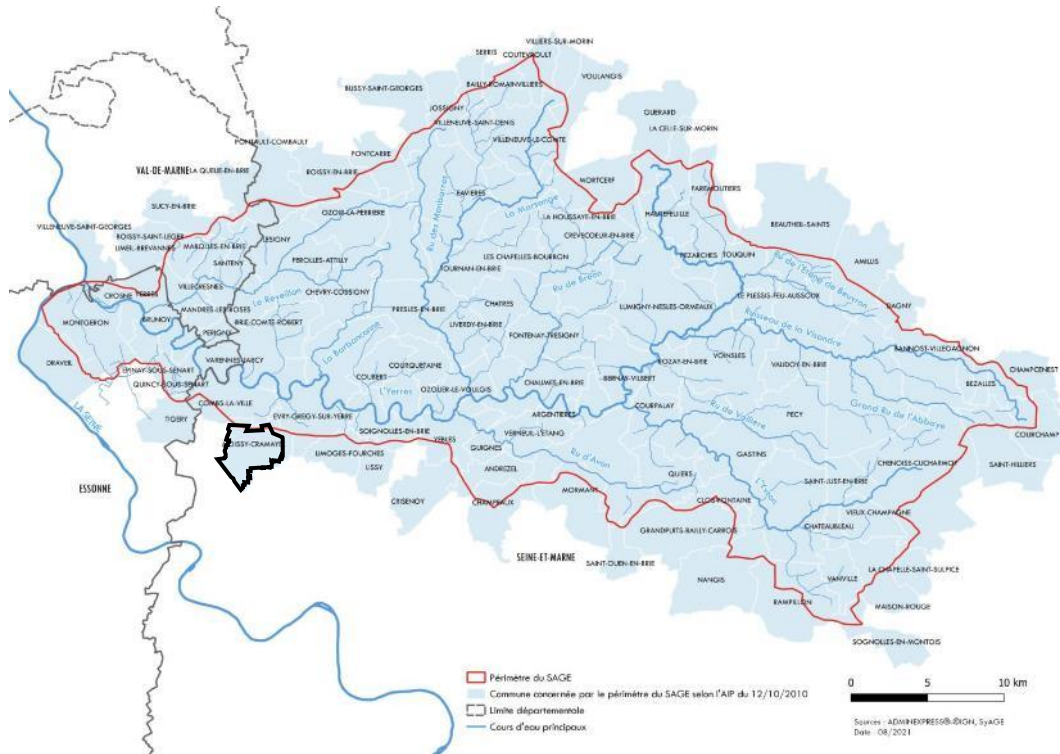 VILLIERS-SUR-MORIN
SERRIS
COUTEVROULT
VOULANGIS
BUSSY-SAINT-GEORGES
BAILLY-ROMAINVILLIERS
JOSSIGNY
VILLENEUVE-SAINT-DENIS
GUERARD
LA CELLE-SUR-MORIN
VILLENEUVE-LE-COMTE
PONTAULT-COMBAULT
PONTCARRE
VAL-DE-MARNE
LA QUEUE-EN-BRIE
ROISSY-EN-BRIE
MORTCERF
FAREMOUTIERS
SUCY-EN-BRIE
FAVIERES
OZOIR-LA-FERRIERE
Ru des Monbarres
La Marsange
LA HOUSSAYE-EN-BRIE
HAUTEFEUILLE
BEAUTHEIL-SAINTS
VILLENEUVE-SAINT-GEORGES
BOISSY-SAINT-LEGER
LIMEIL-BREVANNES
MAROLLES-EN-BRIE
LESIGNY
CREVECOEUR-EN-BRIE
SANTENY
FEROLLES-ATTILLY
LES CHAPELLES-BOURBON
PEZARCHES
TOUQUIN
AMILLIS
TOURNAN-EN-BRIE
Ru de l'Etang de Beuvron
Ru de Bréon
VILLECRESNES
CHEVRY-COSSIGNY
CROSNE
YERRES
Le Réveillon
CHATRES
LE PLESSIS-FEU-AUSSOUX
DAGNY
MANDRES-LES-ROSES
PRESLES-EN-BRIE
LUMIGNY-NESLES-ORMEAUX
MONTGERON
BRUNOY
BRIE-COMTE-ROBERT
LIVERDY-EN-BRIE
Ruisseau de la Visandre
PERIGNY
FONTENAY-TRESIGNY
BANNOST-VILLEGAGNON
DRAVEIL
VARENNES-JARCY
La Barbançonne
COUTQUETAINE
ROZAY-EN-BRIE
VOINSLES
VAUDOY-EN-BRIE
CHAMPCENEST
EPINAY-SOUS-SENART
COUBERT
CHAUMES-EN-BRIE
BERNAY-VILBERT
BEZALLES
QUINCY-SOUS-SENART
L'Yerres
OZOUER-LE-VOULGIS
COMBS-LA-VILLE
COURPALAY
Ru de Vallière
PECY
Grand Ru de l'Abbaye
TIGERY
EVRY-GREGY-SUR-YERRE
ARGENTIERES
LA SEINE
SOIGNOLLES-EN-BRIE
VERNEUIL-L'ETANG
COURCHAMP
YEBLES
GUIGNES
GASTINS
LIMOGES-FOURCHES
Ru d'Avon
CHENOISE-CUCHARMOY
SAINT-HILLIERS
LISSY
ANDREZEL
QUIERS
SAINT-JUST-EN-BRIE
ESSONNE
L'Yvron
CRISENOY
CHAMPEAUX
MORMANT
CLOS-FONTAINE
VIEUX-CHAMPAGNE
GRANDPUITS-BAILLY-CARROIS
CHATEAUBLEAU
SEINE-ET-MARNE
SAINT-OUEN-EN-BRIE
LA CHAPELLE-SAINT-SULPICE
NANGIS
VANVILLE
RAMPILLON
MAISON-ROUGE
SOGNOLLES-EN-MONTOIS
Périmètre du SAGE
Commune concernée par le périmètre du SAGE selon l'AIP du 12/10/2010
Limite départementale
Cours d'eau principaux
0 5 10 km
Sources : ADMINEXPRESS®-©IGN, SyAGE
Date : 08/2021